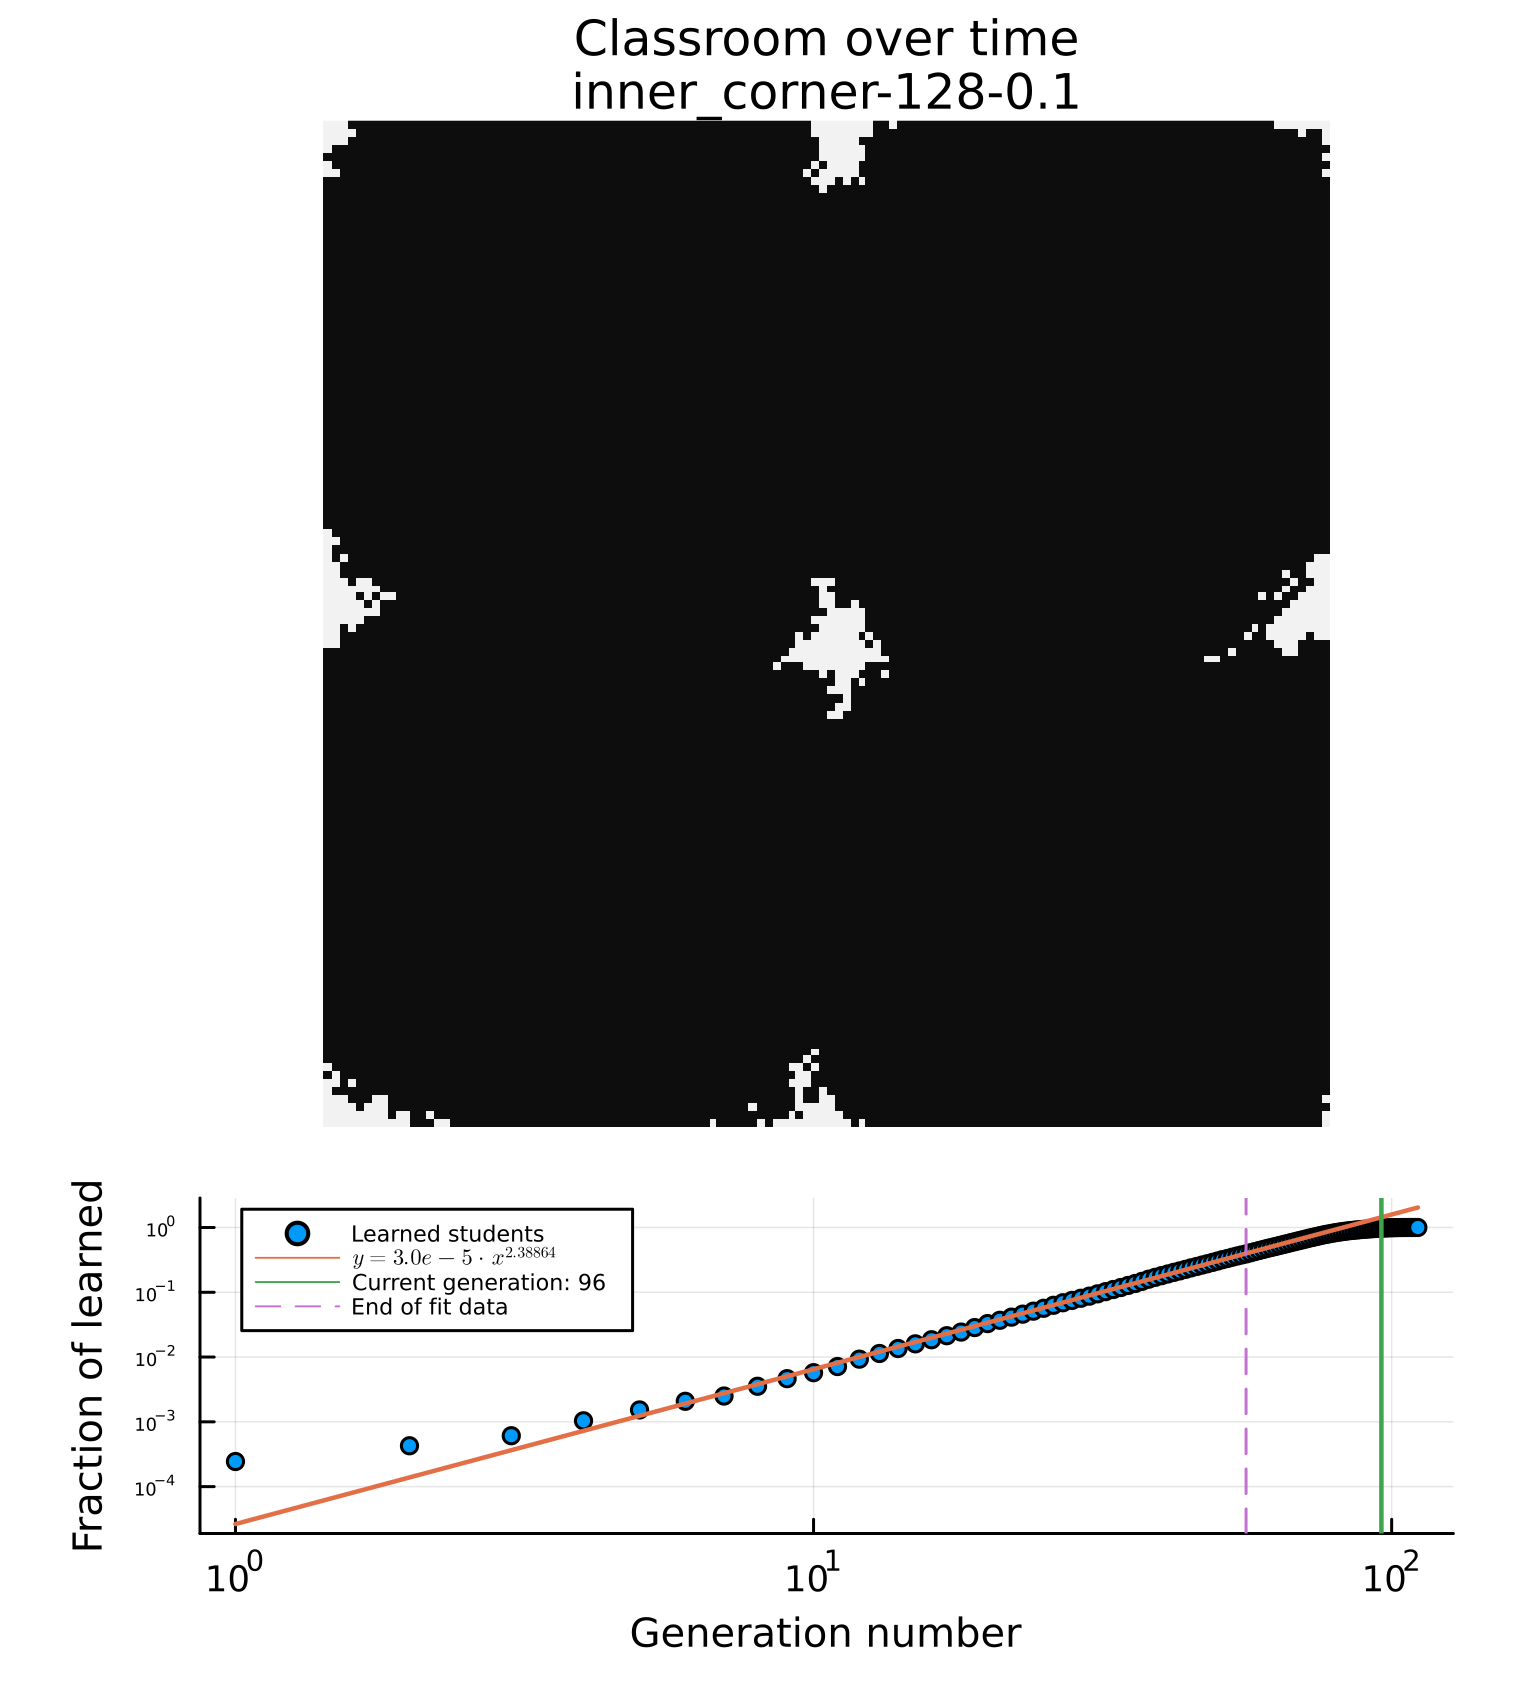 Classroom over time
inner_corner-128-0.1
Fraction of learned
10^0
10^-1
10^-2
10^-3
10^-4
Learned students
y = 3.0e − 5 · x^2.38864
Current generation: 96
End of fit data
10^0 10^1 10^2
Generation number